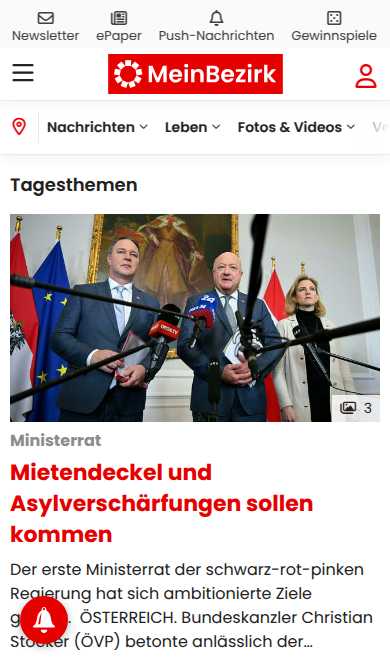 Newsletter ePaper Push-Nachrichten Gewinnspiele
MeinBezirk
Nachrichten Leben Fotos & Videos
Tagesthemen
24
3
Ministerrat
Mietendeckel und
Asylverschärfungen sollen
kommen
Der erste Ministerrat der schwarz-rot-pinken
Regierung hat sich ambitionierte Ziele
ÖSTERREICH. Bundeskanzler Christian
Stocker (ÖVP) betonte anlässlich der...